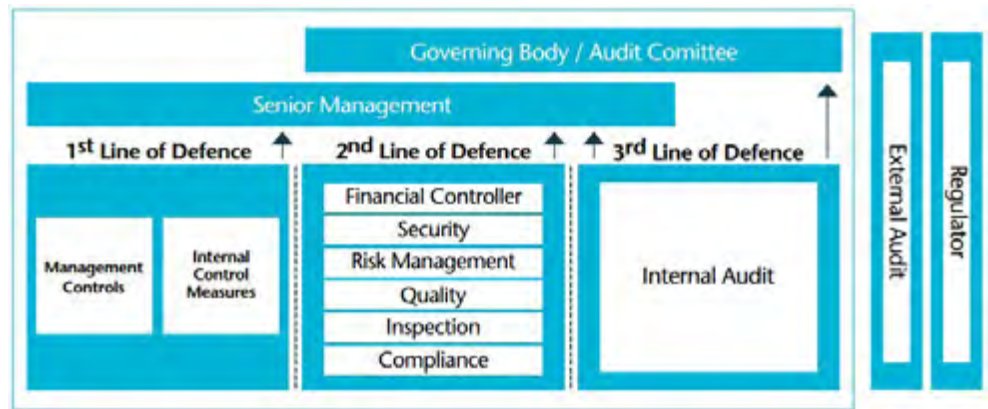 Governing Body / Audit Comittee
Senior Management
1st Line of Defence
2nd Line of Defence
3rd Line of Defence
Management
Controls
Internal
Control
Measures
Financial Controller
Security
Risk Management
Quality
Inspection
Compliance
Internal Audit
External Audit
Regulator